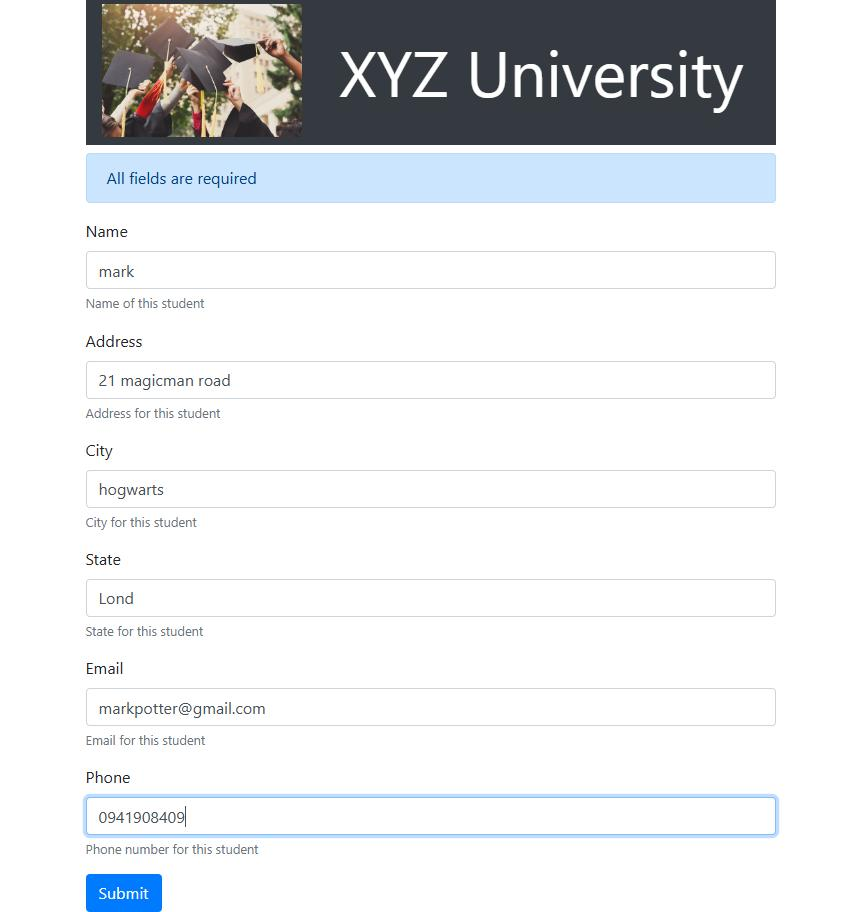 XYZ University
All fields are required
Name
mark
Name of this student
Address
21 magicman road
Address for this student
City
hogwarts
City for this student
State
Lond
State for this student
Email
markpotter@gmail.com
Email for this student
Phone
0941908409
Phone number for this student
Submit